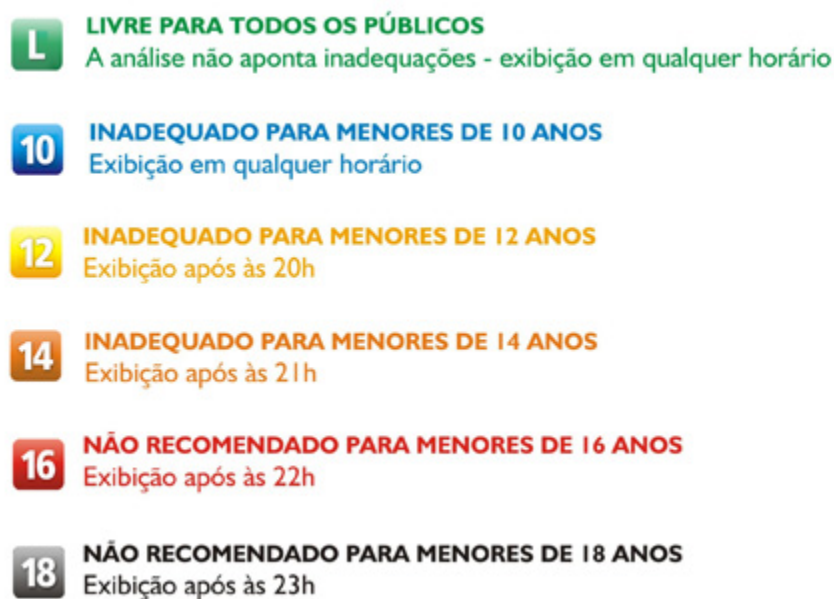 L LIVRE PARA TODOS OS PÚBLICOS
A análise não aponta inadequações - exibição em qualquer horário
10 INADEQUADO PARA MENORES DE 10 ANOS
Exibição em qualquer horário
12 INADEQUADO PARA MENORES DE 12 ANOS
Exibição após às 20h
14 INADEQUADO PARA MENORES DE 14 ANOS
Exibição após às 21h
16 NÃO RECOMENDADO PARA MENORES DE 16 ANOS
Exibição após às 22h
18 NÃO RECOMENDADO PARA MENORES DE 18 ANOS
Exibição após às 23h